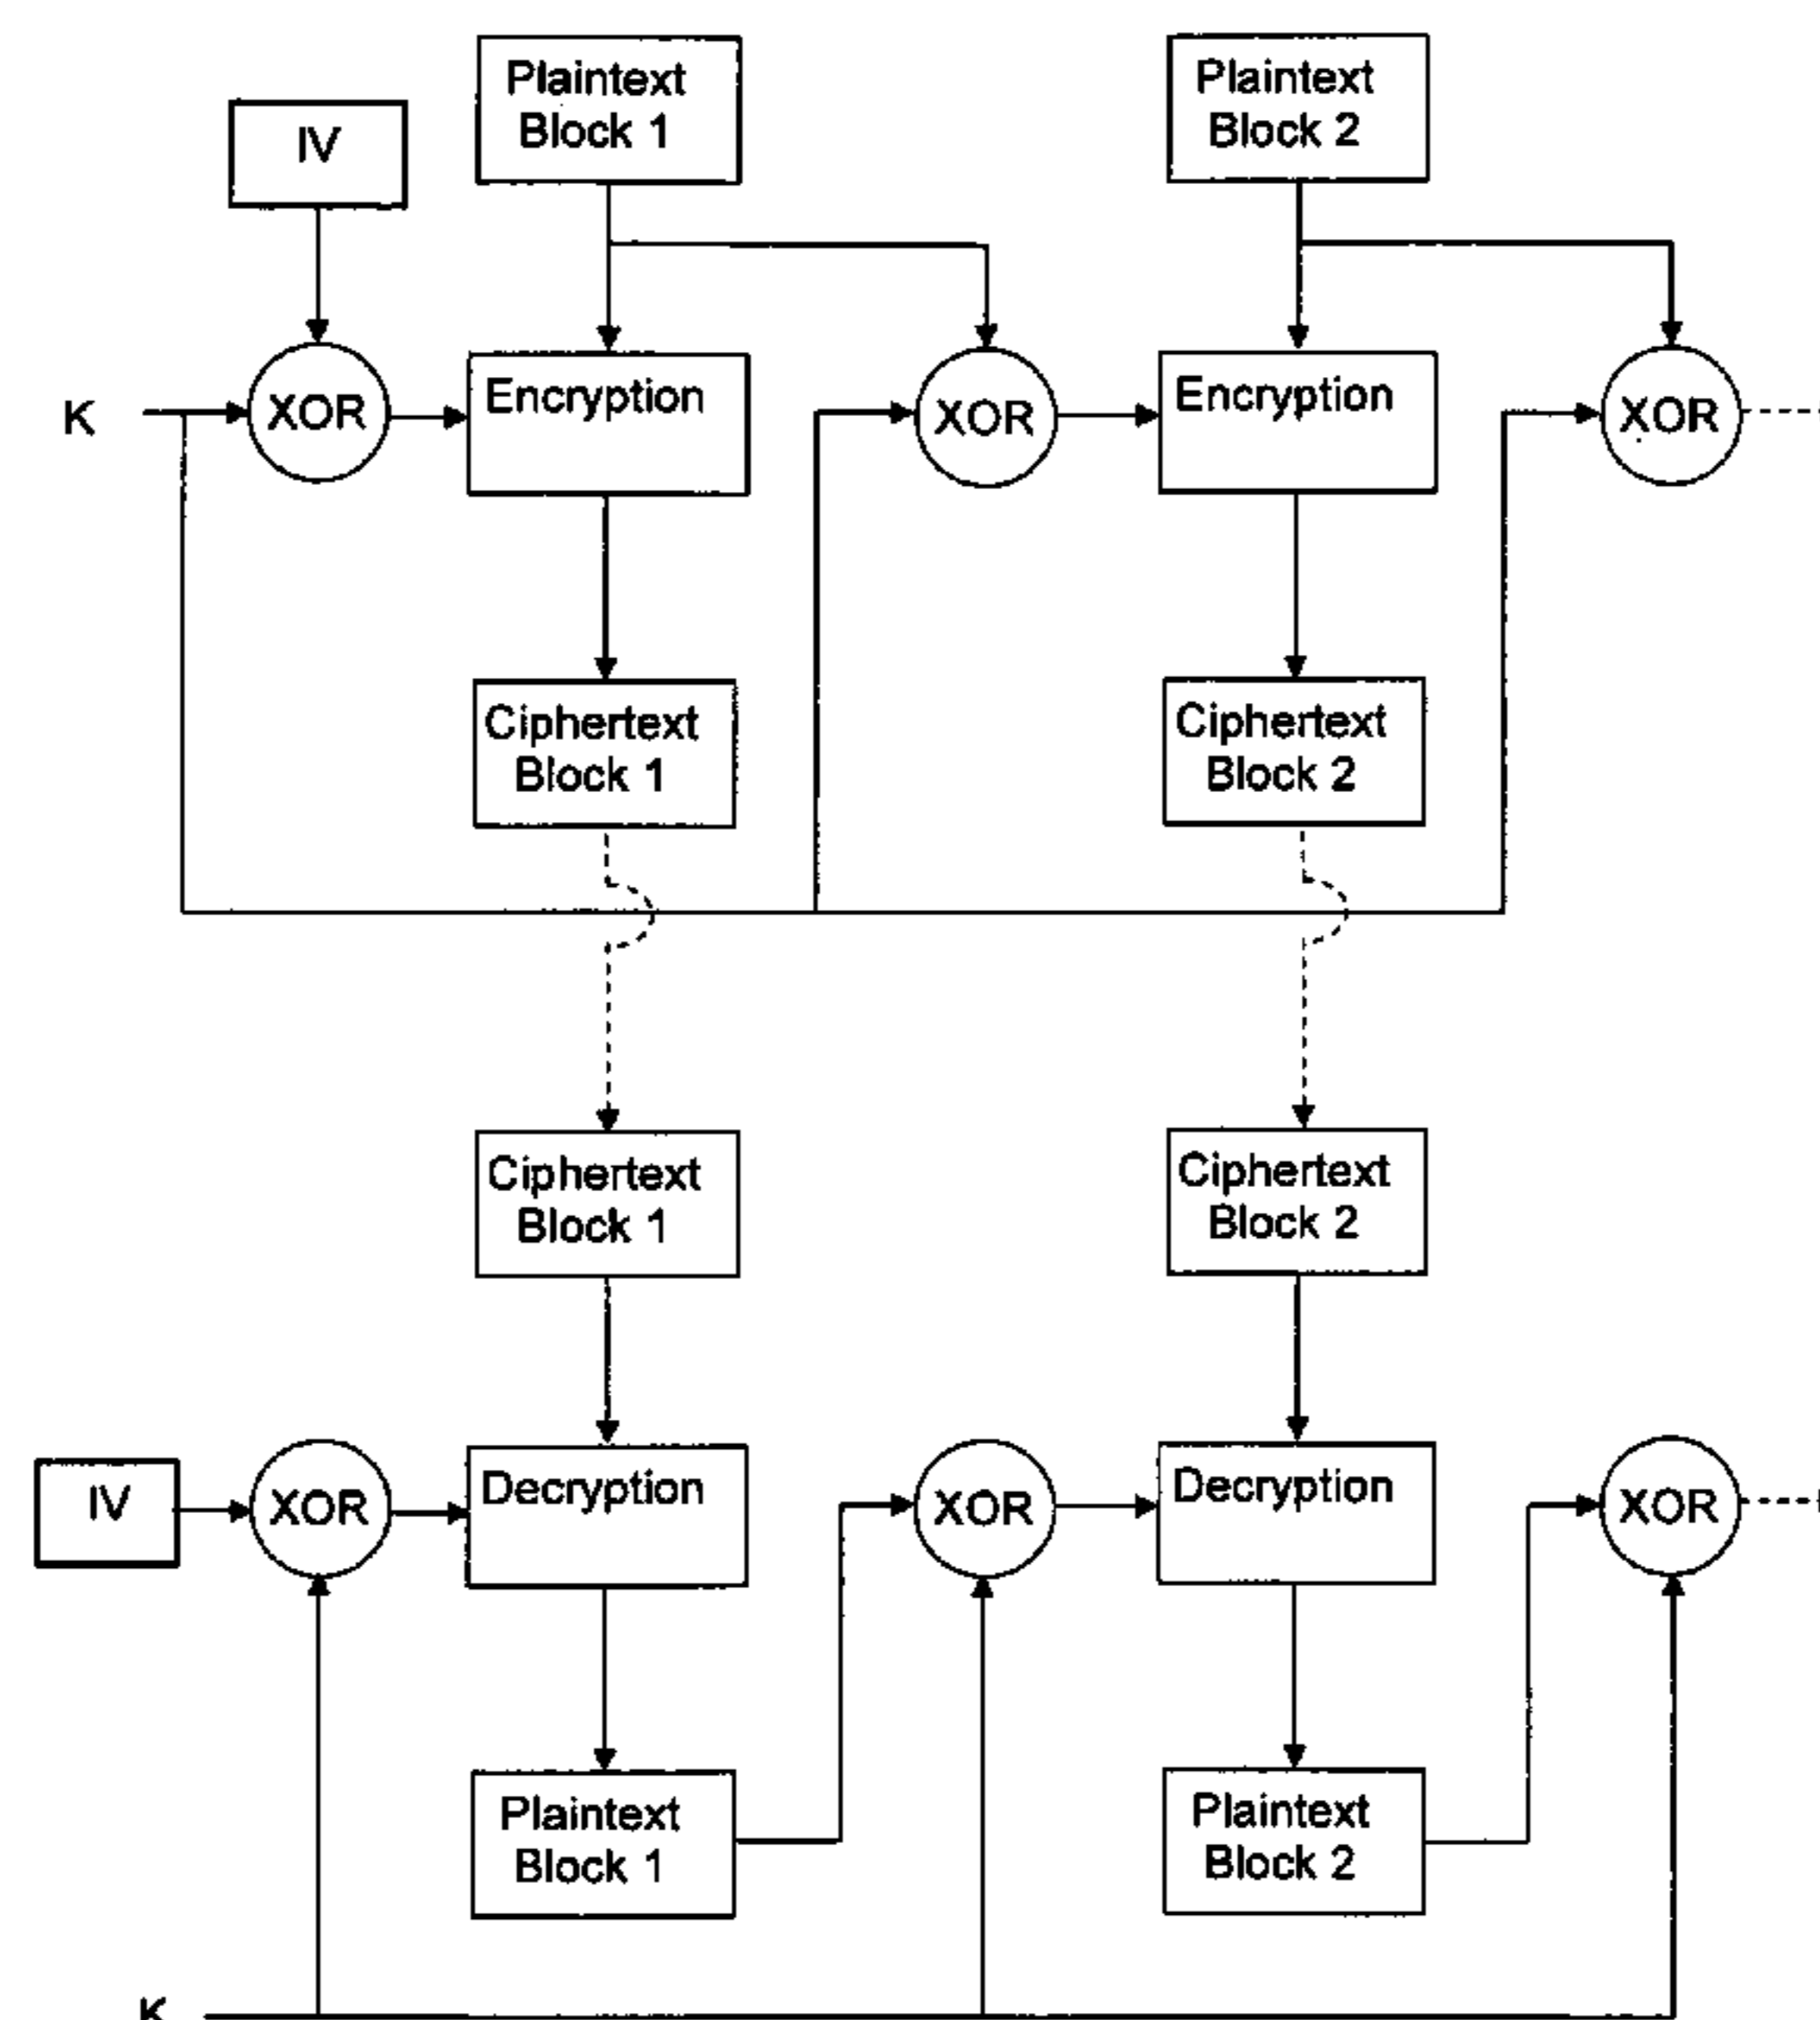 Plaintext
Block 1
Plaintext
Block 2
IV
K
XOR
Encryption
XOR
Encryption
XOR
Ciphertext
Block 1
Ciphertext
Block 2
Ciphertext
Block 1
Ciphertext
Block 2
IV
XOR
Decryption
XOR
Decryption
XOR
Plaintext
Block 1
Plaintext
Block 2
K